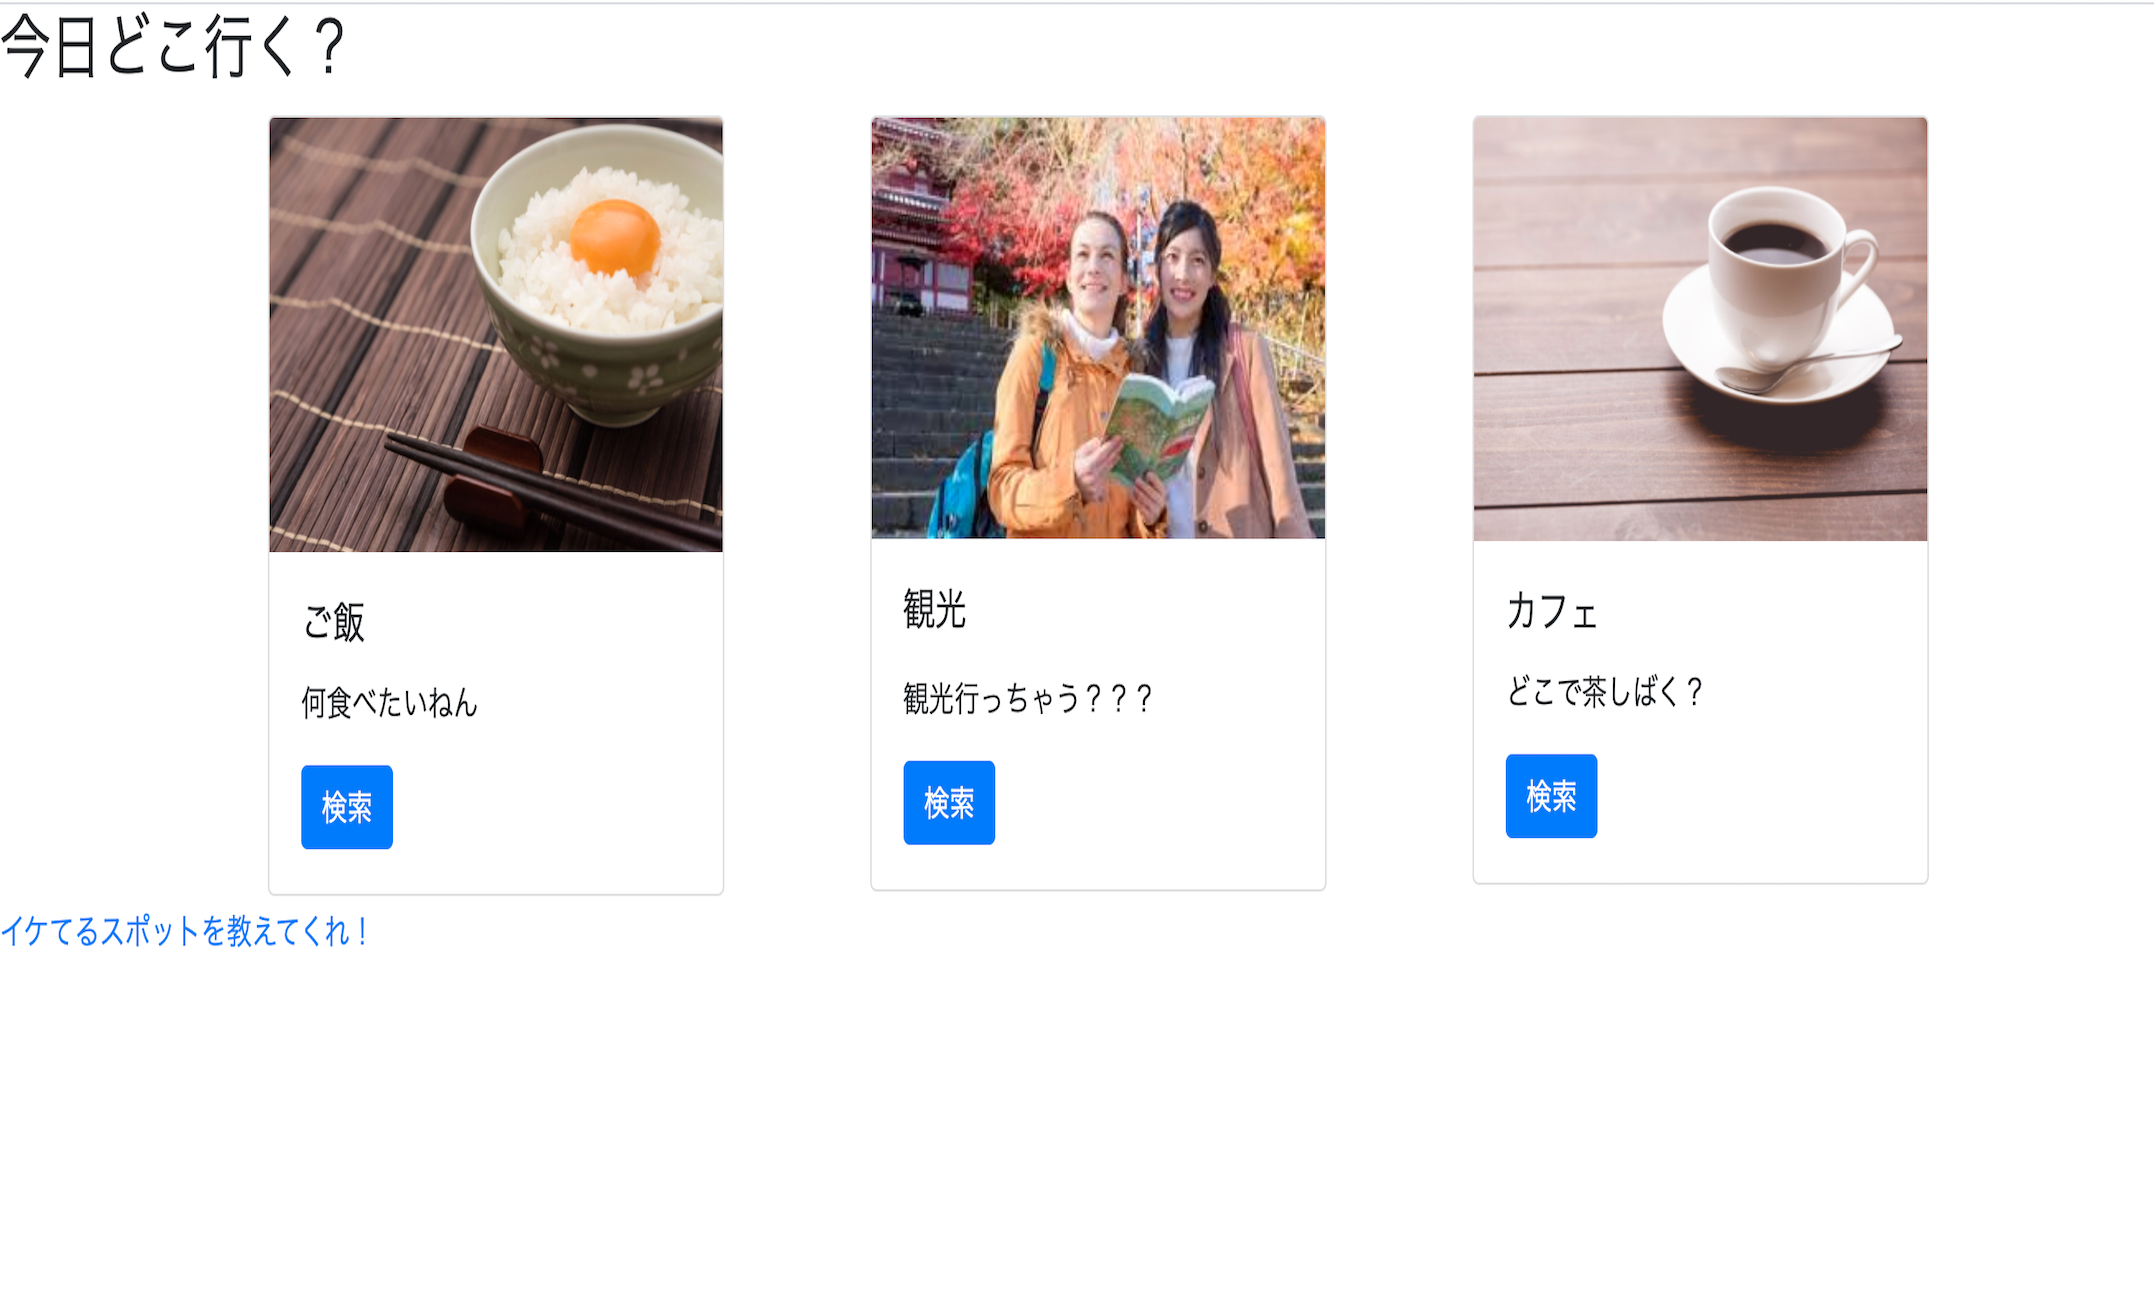 今日どこ行く？
ご飯
何食べたいねん
検索
観光
観光行っちゃう？？？
検索
カフェ
どこで茶しばく？
検索
イケてるスポットを教えてくれ！